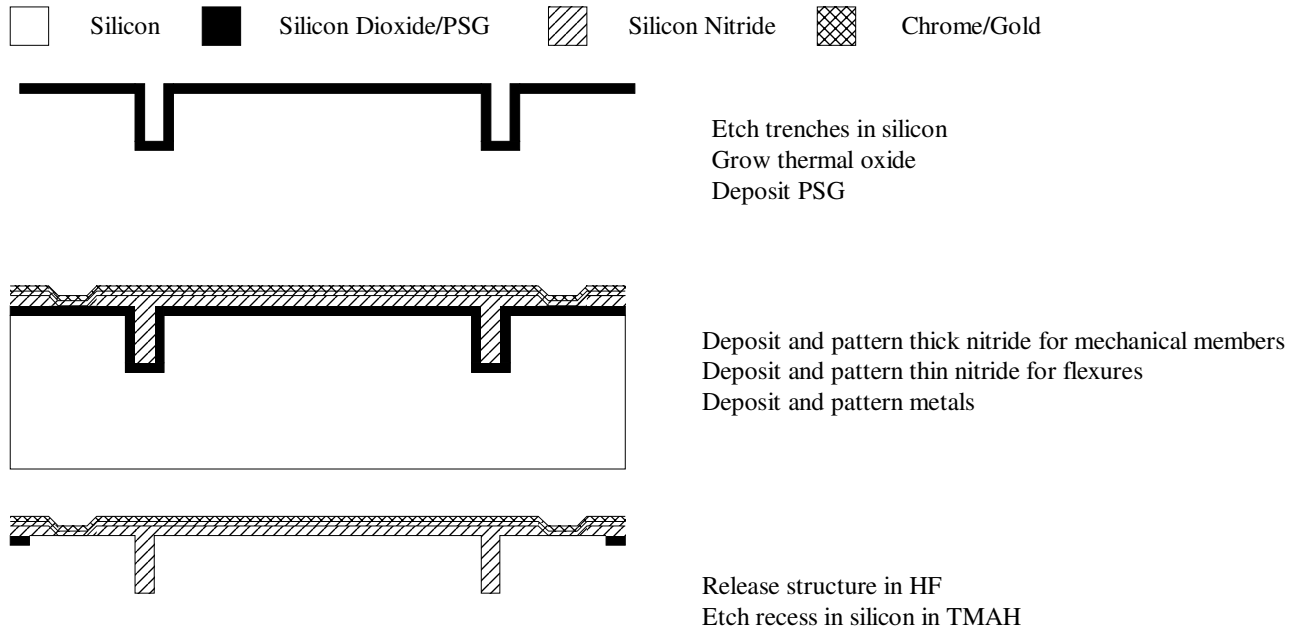 Silicon Silicon Dioxide/PSG Silicon Nitride Chrome/Gold
Etch trenches in silicon
Grow thermal oxide
Deposit PSG
Deposit and pattern thick nitride for mechanical members
Deposit and pattern thin nitride for flexures
Deposit and pattern metals
Release structure in HF
Etch recess in silicon in TMAH